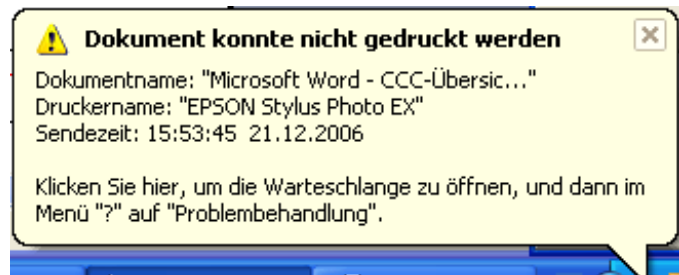 Dokument konnte nicht gedruckt werden
Dokumentname: "Microsoft Word - CCC-Übersic..."
Druckername: "EPSON Stylus Photo EX"
Sendezeit: 15:53:45 21.12.2006
Klicken Sie hier, um die Warteschlange zu öffnen, und dann im
Menü "?" auf "Problembehandlung".